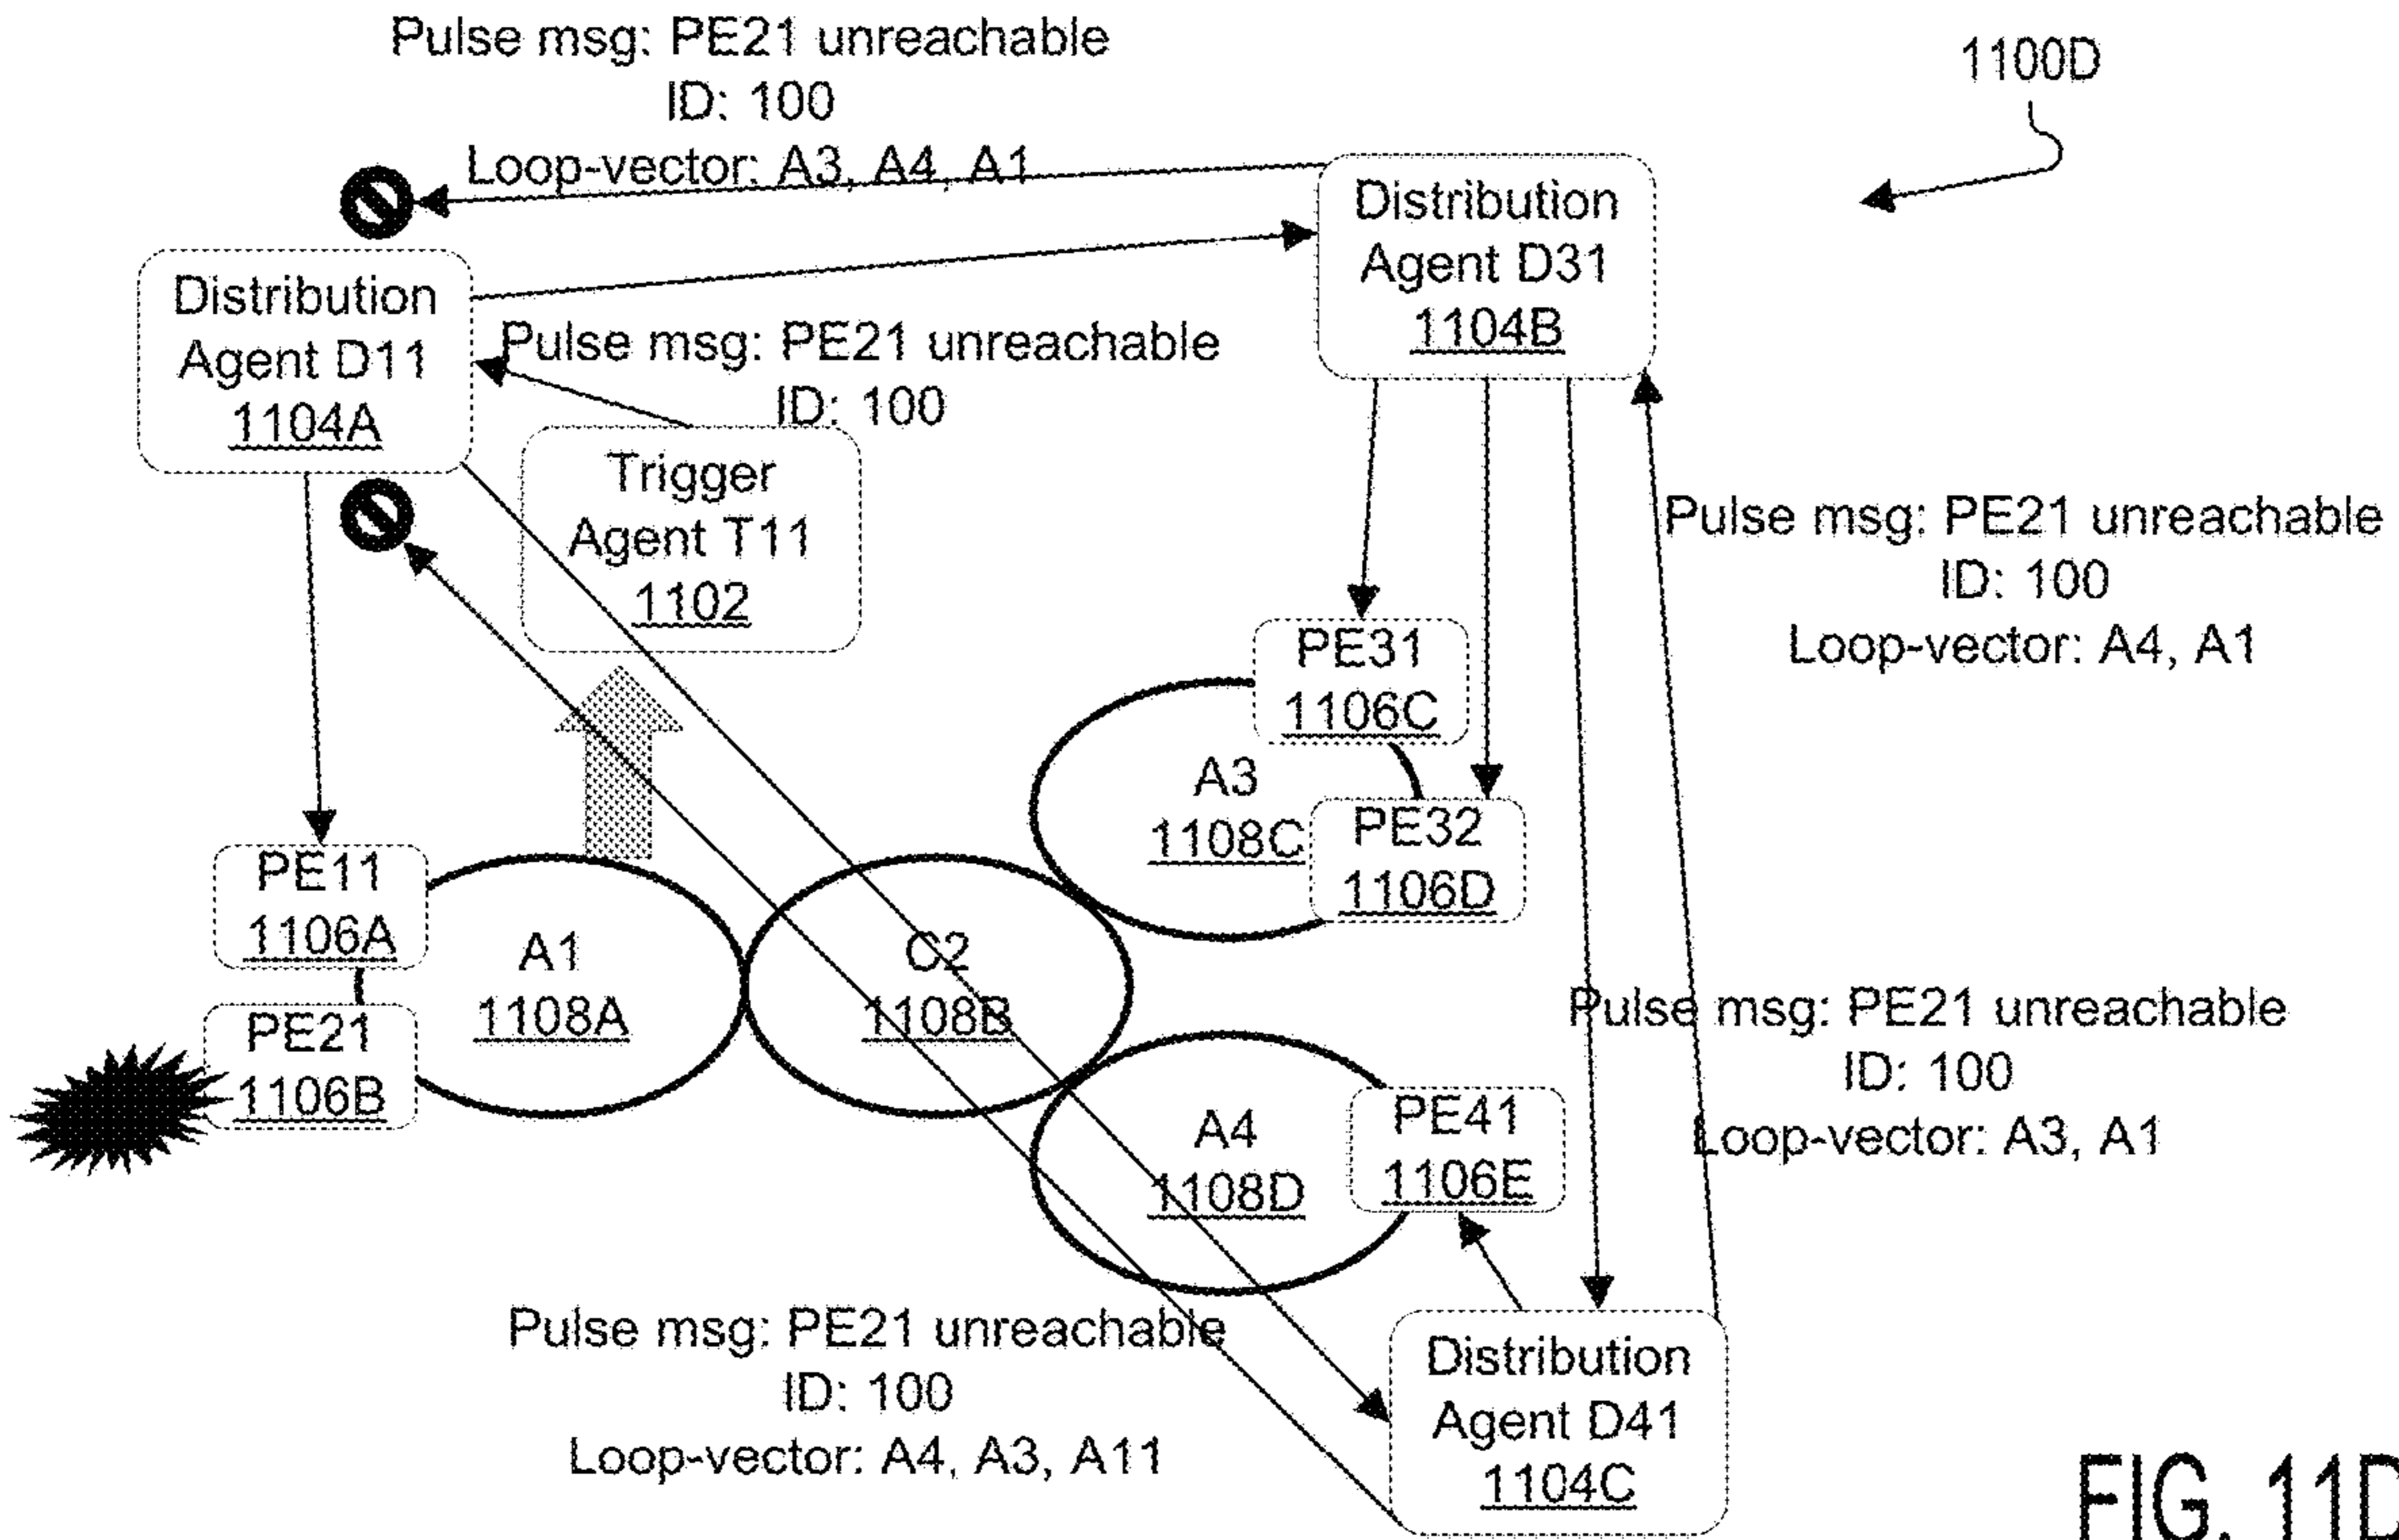 Pulse msg: PE21 unreachable
ID: 100
Loop-vector: A3, A4, A1
1100D
Distribution
Agent D11
1104A
Distribution
Agent D31
1104B
Pulse msg: PE21 unreachable
ID: 100
Trigger
Agent T11
1102
Pulse msg: PE21 unreachable
ID: 100
Loop-vector: A4, A1
PE31
1106C
A3
1108C
PE32
1106D
PE11
1106A
A1
1108A
C2
1108B
PE21
1106B
Pulse msg: PE21 unreachable
ID: 100
Loop-vector: A3, A1
A4
1108D
PE41
1106E
Pulse msg: PE21 unreachable
ID: 100
Loop-vector: A4, A3, A11
Distribution
Agent D41
1104C
FIG. 11D